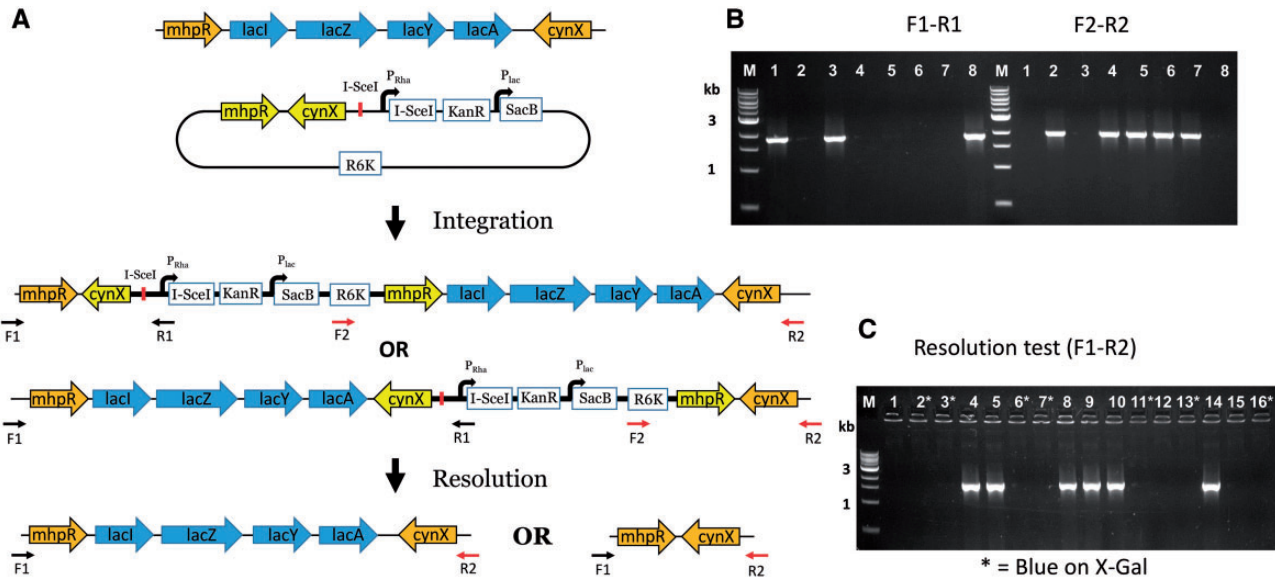 A
mhpR lacI lacZ lacY lacA cynX
I-SceI PRha Plac
mhpR cynX I-SceI KanR SacB
R6K
Integration
I-SceI PRha Plac
mhpR cynX I-SceI KanR SacB R6K mhpR lacI lacZ lacY lacA cynX
F1 R1 F2 R2
OR
PRha Plac
mhpR lacI lacZ lacY lacA cynX I-SceI KanR SacB R6K mhpR cynX
F1 R1 F2 R2
Resolution
mhpR lacI lacZ lacY lacA cynX OR mhpR cynX
F1 R2 F1 R2
B
F1-R1 F2-R2
M 1 2 3 4 5 6 7 8 M 1 2 3 4 5 6 7 8
kb
3
1
C
Resolution test (F1-R2)
M 1 2* 3* 4 5 6* 7* 8 9 10 11* 12 13* 14 15 16*
kb
3
1
* = Blue on X-Gal